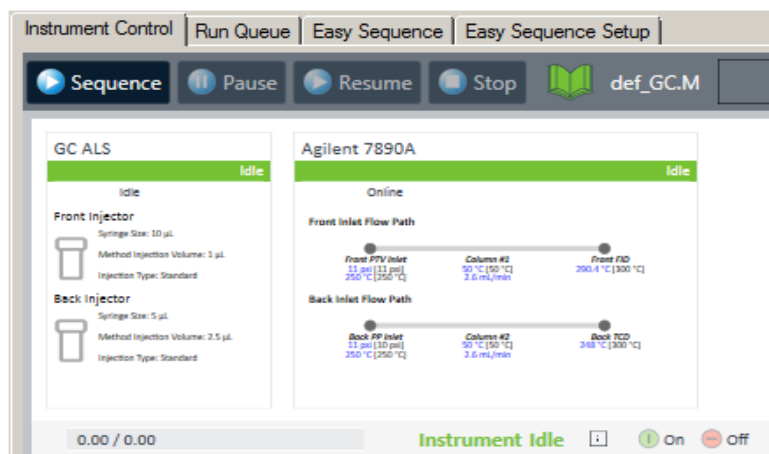 Instrument Control Run Queue Easy Sequence Easy Sequence Setup
Sequence Pause Resume Stop def_GC.M
GC ALS
Idle
Idle
Front Injector
Syringe Size: 10 µL
Method Injection Volume: 1 µL
Injection Type: Standard
Back Injector
Syringe Size: 5 µL
Method Injection Volume: 2.5 µL
Injection Type: Standard
Agilent 7890A
Idle
Online
Front Inlet Flow Path
Front PTV Inlet
11 psi [11 psi]
250 °C [250 °C]
Column #1
50 °C [50 °C]
2.6 mL/min
Front FID
290.4 °C [300 °C]
Back Inlet Flow Path
Back PP Inlet
11 psi [10 psi]
250 °C [250 °C]
Column #2
50 °C [50 °C]
2.6 mL/min
Back TCD
248 °C [300 °C]
0.00 / 0.00 Instrument Idle i On Off